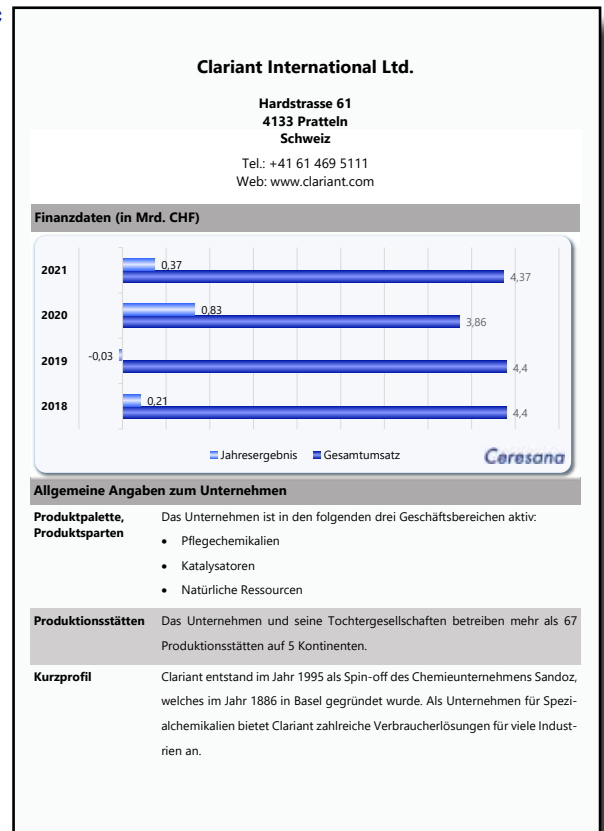 Clariant International Ltd.
Hardstrasse 61
4133 Pratteln
Schweiz
Tel.: +41 61 469 5111
Web: www.clariant.com
Finanzdaten (in Mrd. CHF)
2021
0,37
4,37
2020
0,83
3,86
2019
-0,03
4,4
2018
0,21
4,4
Jahresergebnis Gesamtumsatz
Ceresana
Allgemeine Angaben zum Unternehmen
Produktpalette, Produktsparten
Das Unternehmen ist in den folgenden drei Geschäftsbereichen aktiv:
• Pflegechemikalien
• Katalysatoren
• Natürliche Ressourcen
Produktionsstätten Das Unternehmen und seine Tochtergesellschaften betreiben mehr als 67
Produktionsstätten auf 5 Kontinenten.
Kurzprofil Clariant entstand im Jahr 1995 als Spin-off des Chemieunternehmens Sandoz,
welches im Jahr 1886 in Basel gegründet wurde. Als Unternehmen für Spezi-
alchemikalien bietet Clariant zahlreiche Verbraucherlösungen für viele Indust-
rien an.